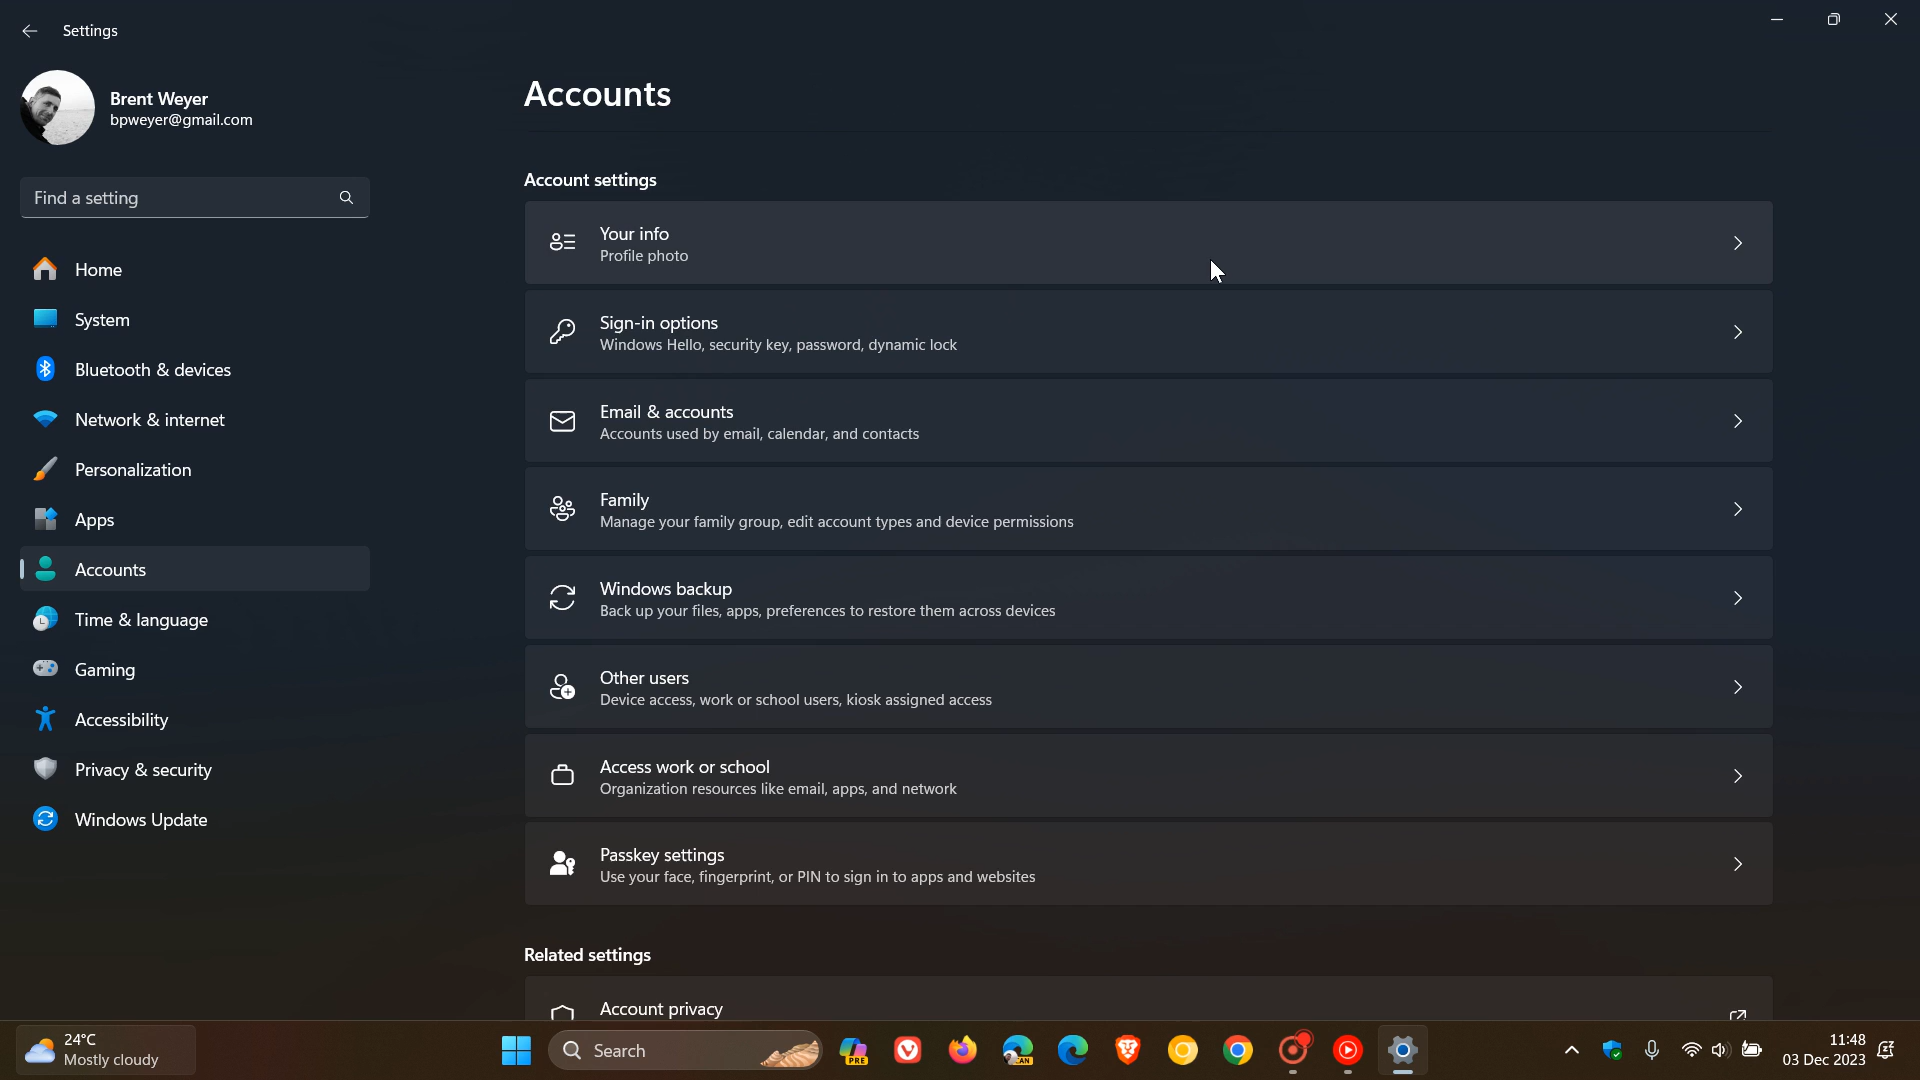 Settings
Brent Weyer
bpweyer@gmail.com
Find a setting
Home
System
Bluetooth & devices
Network & internet
Personalization
Apps
Accounts
Time & language
Gaming
Accessibility
Privacy & security
Windows Update
Accounts
Account settings
Your info
Profile photo
Sign-in options
Windows Hello, security key, password, dynamic lock
Email & accounts
Accounts used by email, calendar, and contacts
Family
Manage your family group, edit account types and device permissions
Windows backup
Back up your files, apps, preferences to restore them across devices
Other users
Device access, work or school users, kiosk assigned access
Access work or school
Organization resources like email, apps, and network
Passkey settings
Use your face, fingerprint, or PIN to sign in to apps and websites
Related settings
Account privacy
24°C
Mostly cloudy
Search
PRE
CAN
11:48
03 Dec 2023